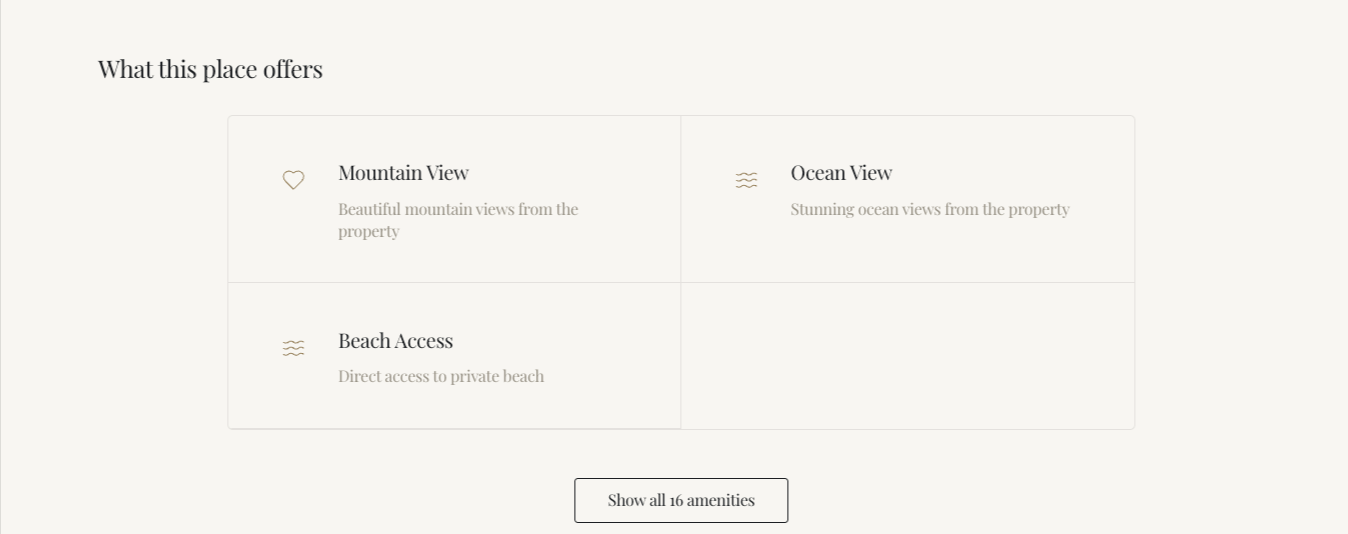 What this place offers
Mountain View
Beautiful mountain views from the
property
Ocean View
Stunning ocean views from the property
Beach Access
Direct access to private beach
Show all 16 amenities